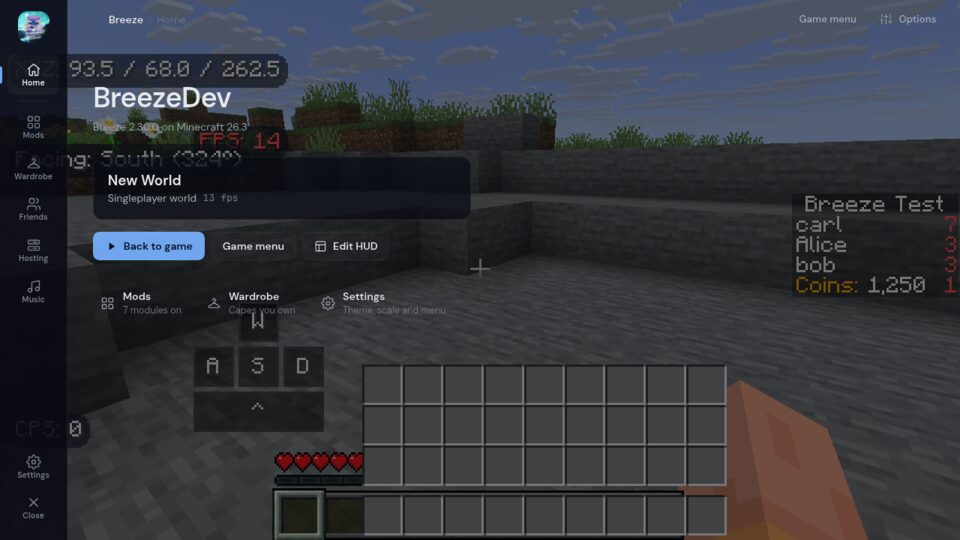 Breeze / Home
Game menu
Options
Home
XYZ: 93.5 / 68.0 / 262.5
BreezeDev
Breeze 2.30.0 on Minecraft 26.3
FPS: 14
Mods
Facing: South (324°)
Wardrobe
New World
Singleplayer world 13 fps
Friends
Breeze Test
carl 7
Alice 3
bob 3
Coins: 1,250 1
Hosting
Back to game
Game menu
Edit HUD
Music
Mods
7 modules on
Wardrobe
Capes you own
Settings
Theme, scale and menu
W
A S D
^
CPS: 0
Settings
Close